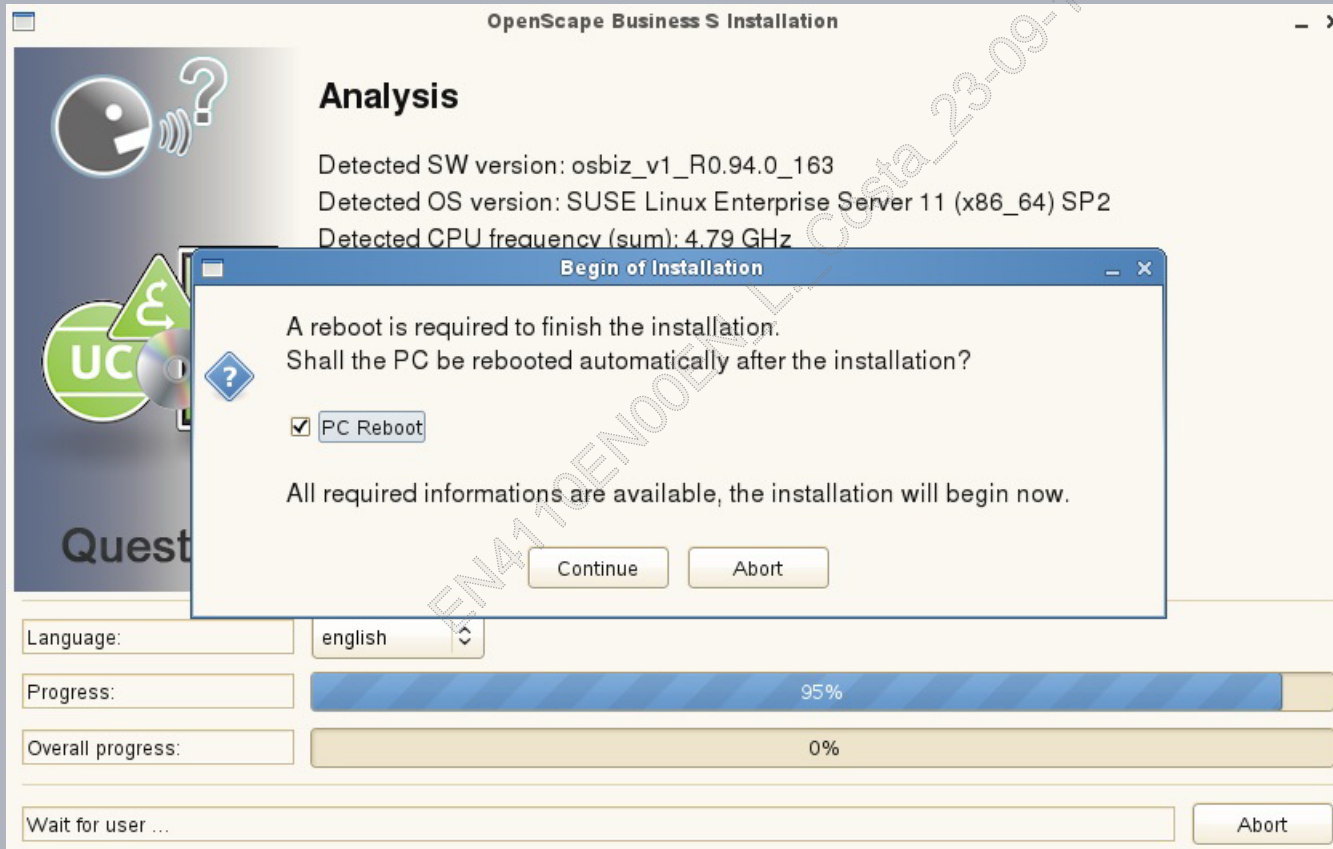 OpenScape Business S Installation
Analysis
Detected SW version: osbiz_v1_R0.94.0_163
Detected OS version: SUSE Linux Enterprise Server 11 (x86_64) SP2
Detected CPU frequency (sum): 4.79 GHz
Begin of Installation
A reboot is required to finish the installation.
Shall the PC be rebooted automatically after the installation?
PC Reboot
All required informations are available, the installation will begin now.
Continue
Abort
UC
Quest
Language:
english
Progress:
95%
Overall progress:
0%
Wait for user ...
Abort